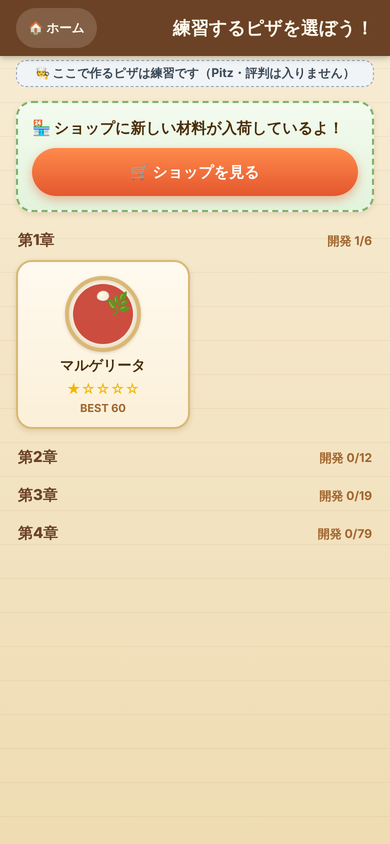 🏠 ホーム
練習するピザを選ぼう！
🧑‍🍳 ここで作るピザは練習です（Pitz・評判は入りません）
🏪 ショップに新しい材料が入荷しているよ！
🛒 ショップを見る
第1章 開発 1/6
マルゲリータ
★☆☆☆☆
BEST 60
第2章 開発 0/12
第3章 開発 0/19
第4章 開発 0/79